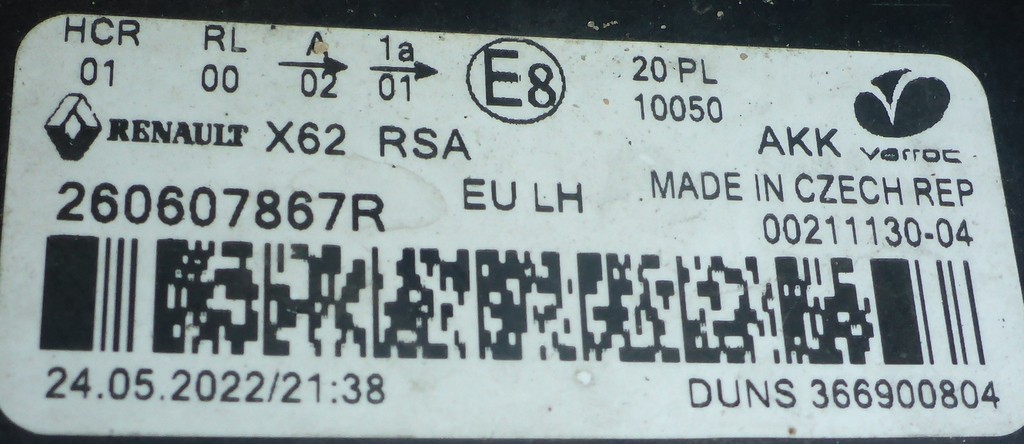 HCR RL A 1a E8 20 PL
01 00 02 01 10050
RENAULT X62 RSA AKK varroc
260607867R EU LH MADE IN CZECH REP
00211130-04
24.05.2022/21:38 DUNS 366900804